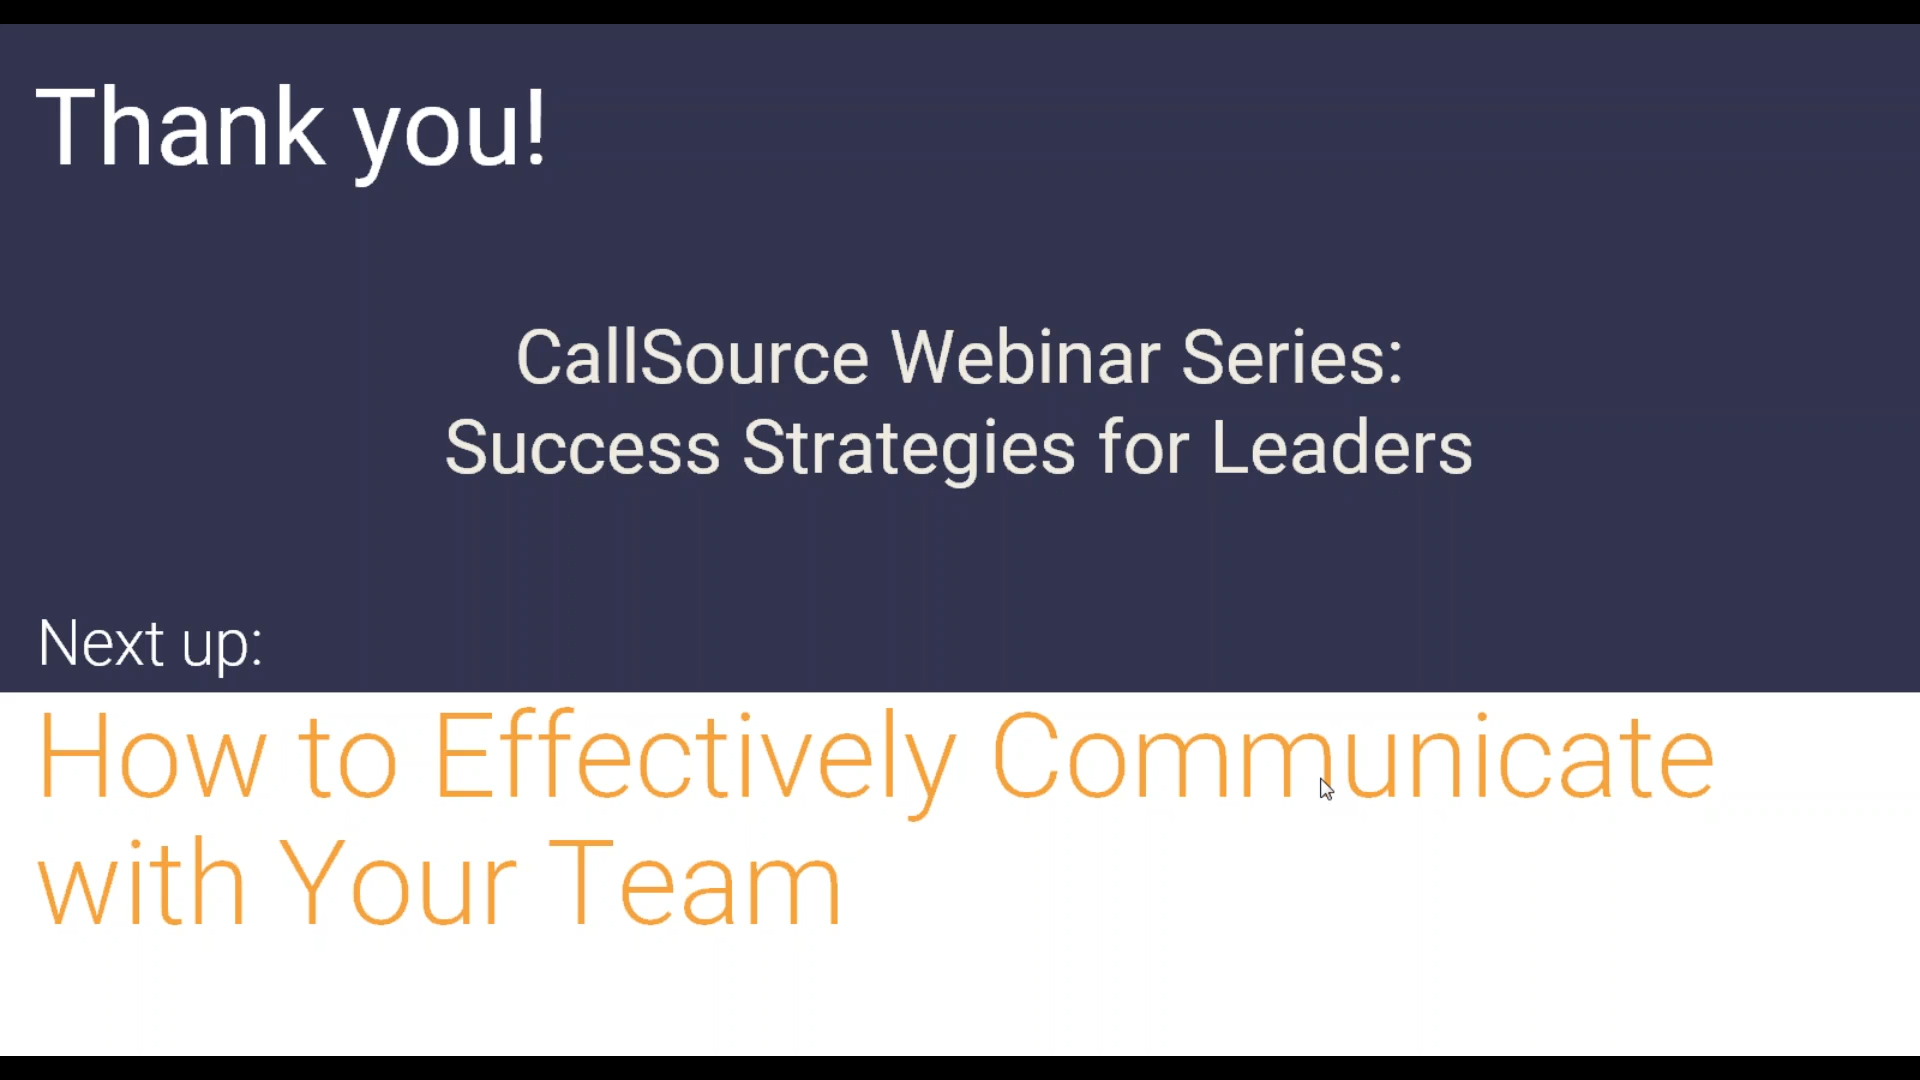 Thank you!
CallSource Webinar Series:
Success Strategies for Leaders
Next up:
How to Effectively Communicate
with Your Team